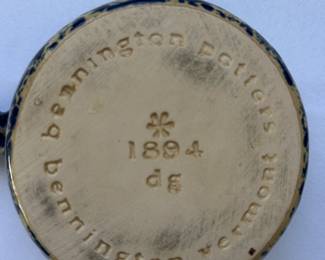 bennington potters
✲
1894
dg
bennington vermont